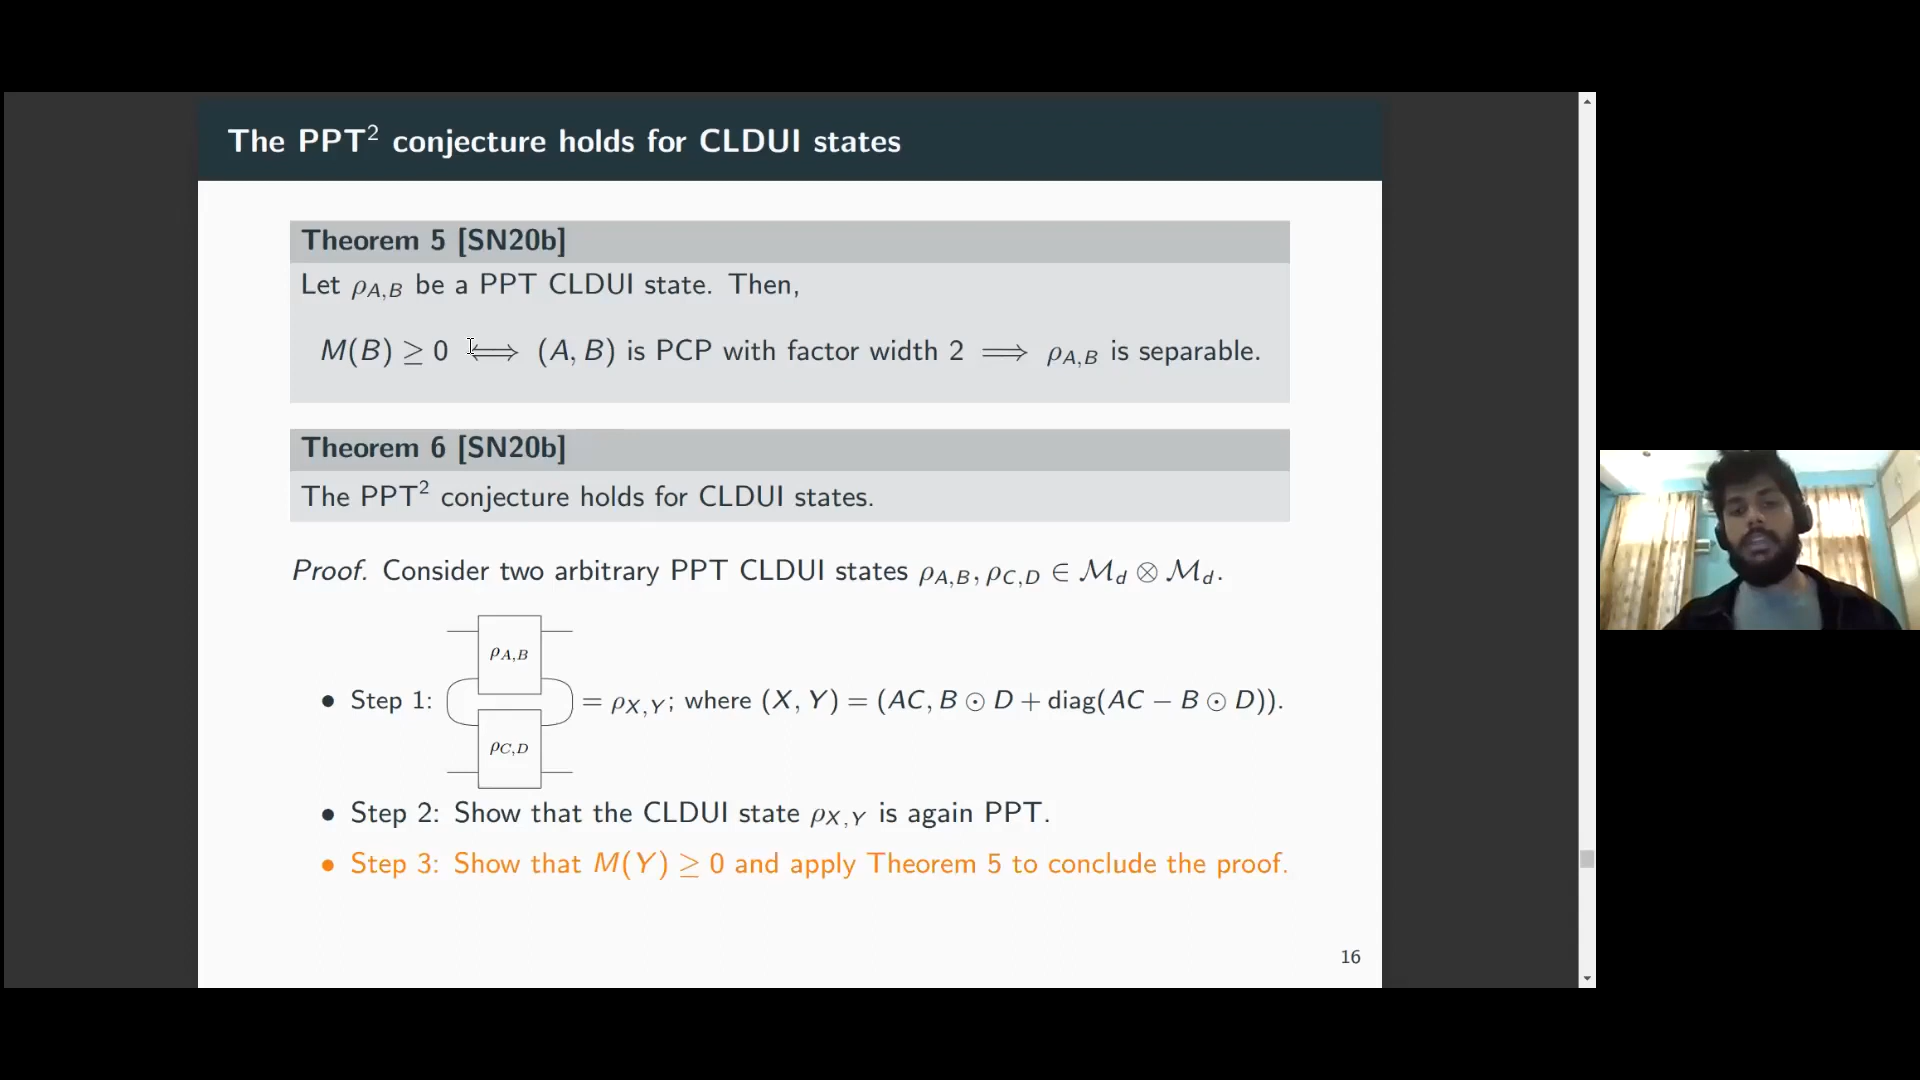 The PPT² conjecture holds for CLDUI states
Theorem 5 [SN20b]
Let ρ_{A,B} be a PPT CLDUI state. Then,
M(B) ≥ 0 ⟺ (A, B) is PCP with factor width 2 ⟹ ρ_{A,B} is separable.
Theorem 6 [SN20b]
The PPT² conjecture holds for CLDUI states.
Proof. Consider two arbitrary PPT CLDUI states ρ_{A,B}, ρ_{C,D} ∈ ℳ_d ⊗ ℳ_d.
ρ_{A,B}
• Step 1: = ρ_{X,Y}; where (X, Y) = (AC, B ⊙ D + diag(AC − B ⊙ D)).
ρ_{C,D}
• Step 2: Show that the CLDUI state ρ_{X,Y} is again PPT.
• Step 3: Show that M(Y) ≥ 0 and apply Theorem 5 to conclude the proof.
16